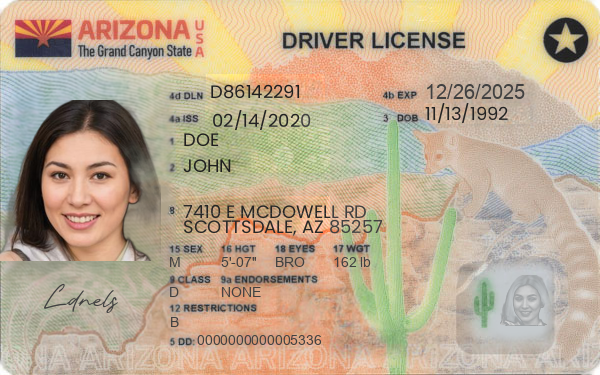 ARIZONA USA
The Grand Canyon State
DRIVER LICENSE
4d DLN D86142291
4b EXP 12/26/2025
4a ISS 02/14/2020
3 DOB 11/13/1992
1 DOE
2 JOHN
8 7410 E MCDOWELL RD
SCOTTSDALE, AZ 85257
15 SEX 16 HGT 18 EYES 17 WGT
M 5'-07" BRO 162 lb
9 CLASS 9a ENDORSEMENTS
D NONE
12 RESTRICTIONS
B
5 DD: 0000000000005336
Ldnels
ARIZONA ARIZONA ARIZONA ARIZONA